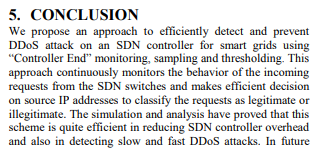 5. CONCLUSION
We propose an approach to efficiently detect and prevent
DDoS attack on an SDN controller for smart grids using
“Controller End” monitoring, sampling and thresholding. This
approach continuously monitors the behavior of the incoming
requests from the SDN switches and makes efficient decision
on source IP addresses to classify the requests as legitimate or
illegitimate. The simulation and analysis have proved that this
scheme is quite efficient in reducing SDN controller overhead
and also in detecting slow and fast DDoS attacks. In future